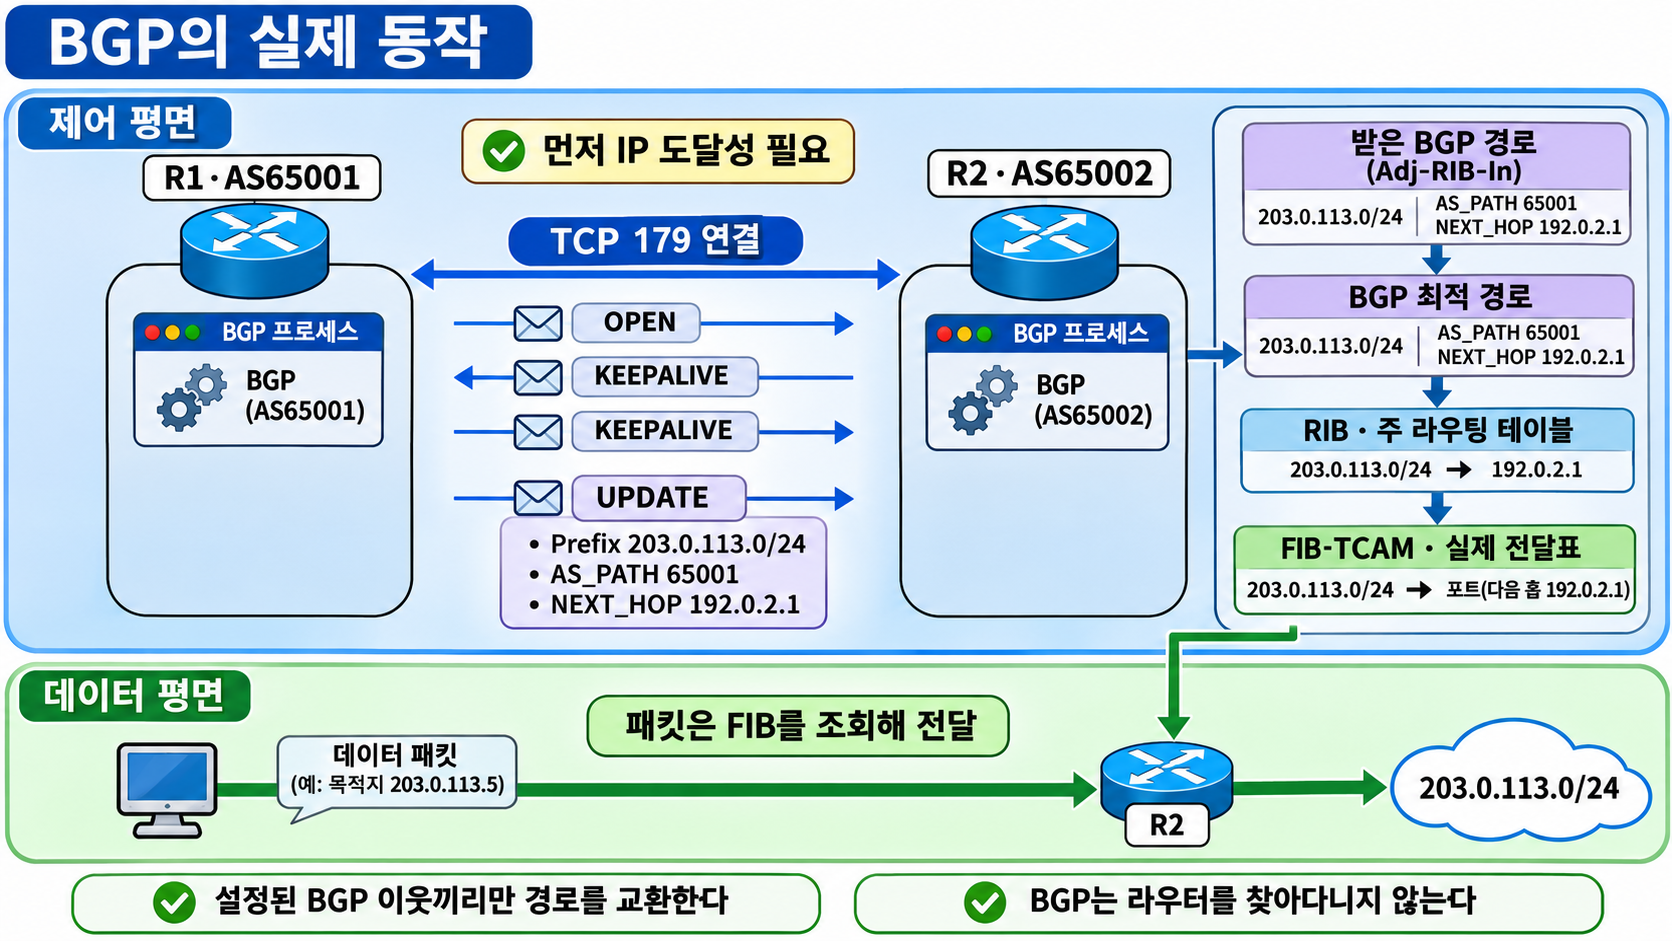 BGP의 실제 동작
제어 평면
먼저 IP 도달성 필요
R1·AS65001
R2·AS65002
TCP 179 연결
BGP 프로세스
BGP
(AS65001)
OPEN
KEEPALIVE
KEEPALIVE
UPDATE
• Prefix 203.0.113.0/24
• AS_PATH 65001
• NEXT_HOP 192.0.2.1
BGP 프로세스
BGP
(AS65002)
받은 BGP 경로
(Adj-RIB-In)
203.0.113.0/24
AS_PATH 65001
NEXT_HOP 192.0.2.1
BGP 최적 경로
203.0.113.0/24
AS_PATH 65001
NEXT_HOP 192.0.2.1
RIB · 주 라우팅 테이블
203.0.113.0/24 → 192.0.2.1
FIB-TCAM · 실제 전달표
203.0.113.0/24 → 포트(다음 홉 192.0.2.1)
데이터 평면
패킷은 FIB를 조회해 전달
데이터 패킷
(예: 목적지 203.0.113.5)
R2
203.0.113.0/24
설정된 BGP 이웃끼리만 경로를 교환한다
BGP는 라우터를 찾아다니지 않는다